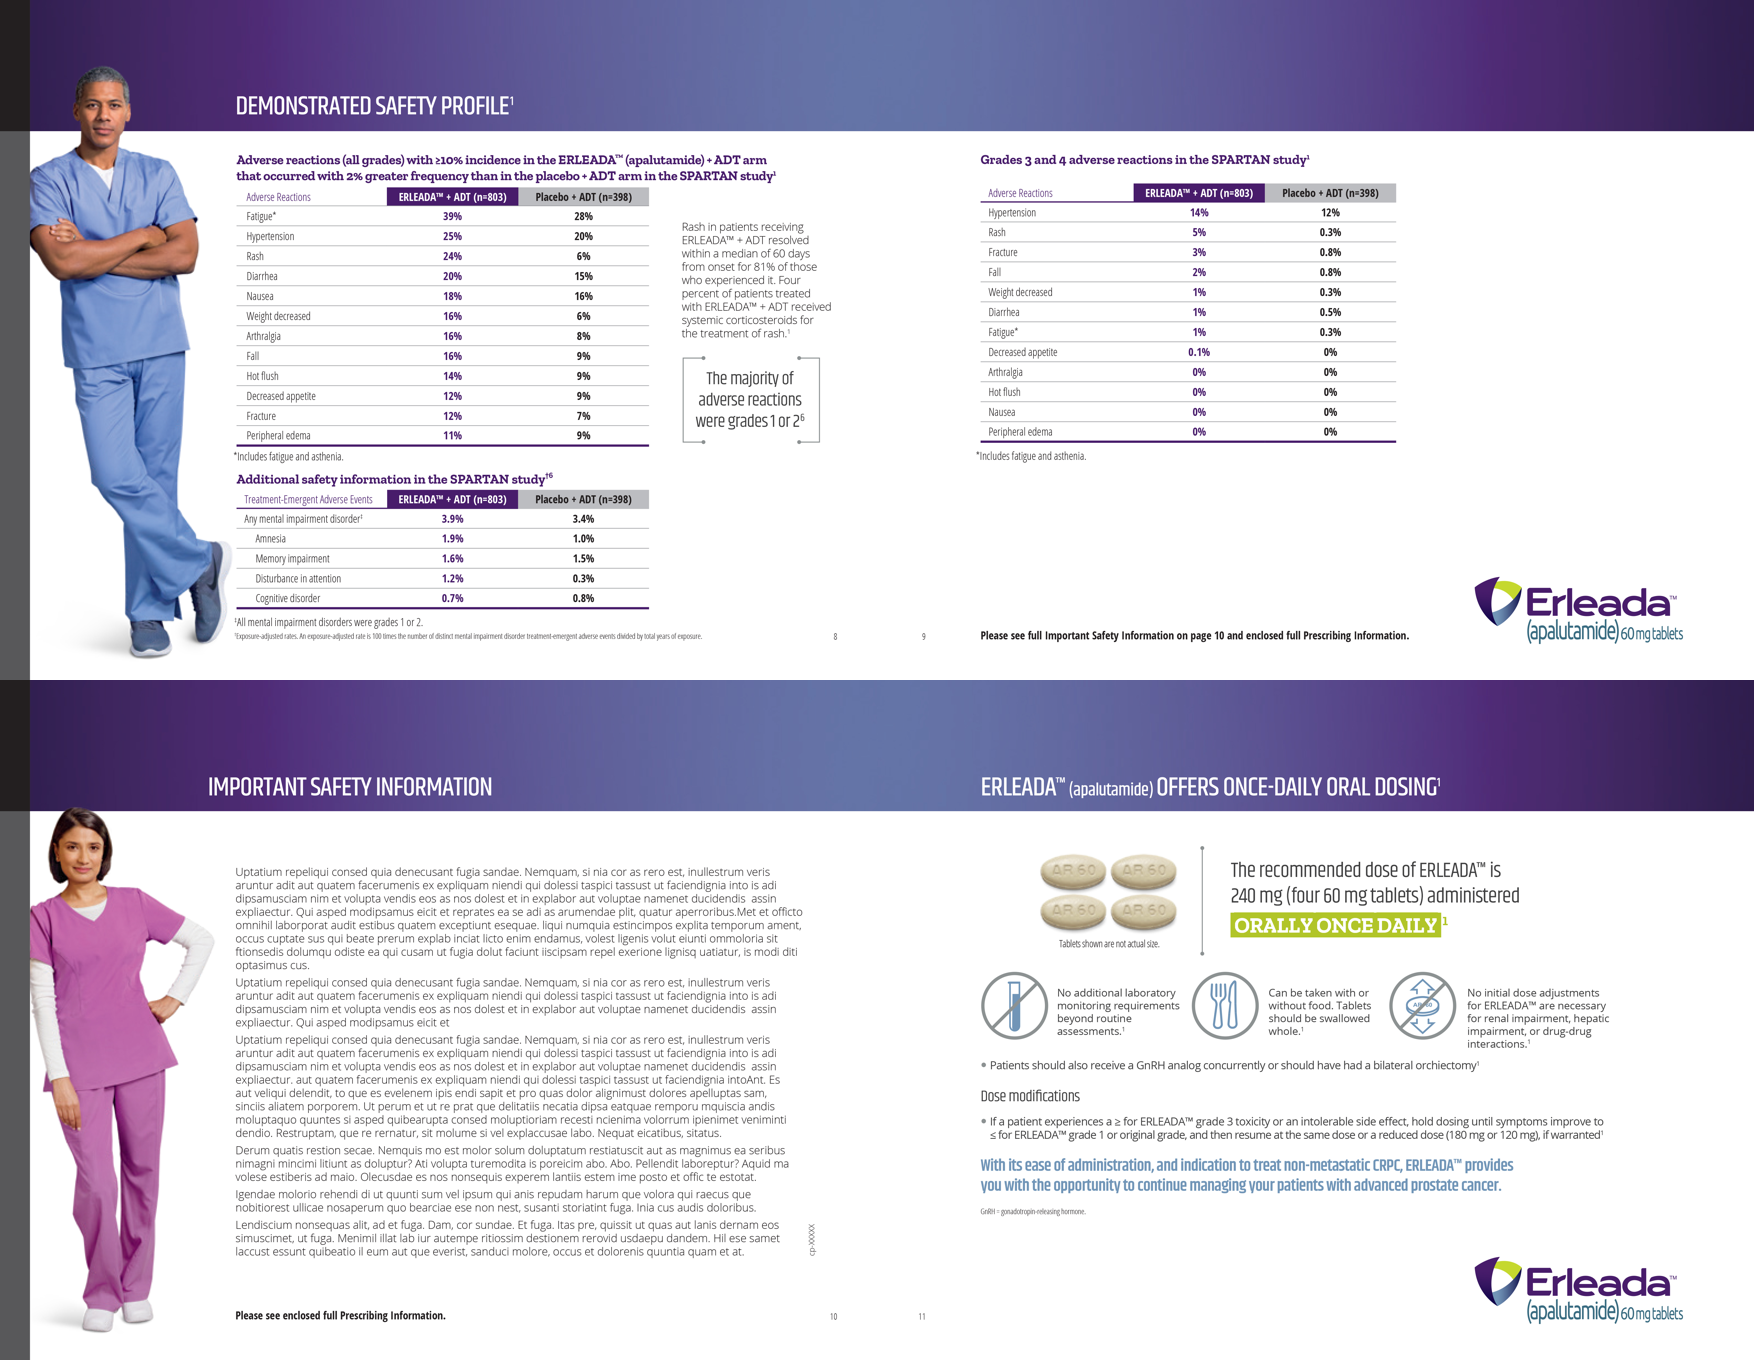 DEMONSTRATED SAFETY PROFILE¹
Adverse reactions (all grades) with ≥10% incidence in the ERLEADA™ (apalutamide) + ADT arm
that occurred with 2% greater frequency than in the placebo + ADT arm in the SPARTAN study¹
Adverse Reactions ERLEADA™ + ADT (n=803) Placebo + ADT (n=398)
Fatigue* 39% 28%
Hypertension 25% 20%
Rash 24% 6%
Diarrhea 20% 15%
Nausea 18% 16%
Weight decreased 16% 6%
Arthralgia 16% 8%
Fall 16% 9%
Hot flush 14% 9%
Decreased appetite 12% 9%
Fracture 12% 7%
Peripheral edema 11% 9%
*Includes fatigue and asthenia.
Rash in patients receiving
ERLEADA™ + ADT resolved
within a median of 60 days
from onset for 81% of those
who experienced it. Four
percent of patients treated
with ERLEADA™ + ADT received
systemic corticosteroids for
the treatment of rash.¹
The majority of
adverse reactions
were grades 1 or 2⁶
Additional safety information in the SPARTAN study†⁶
Treatment-Emergent Adverse Events ERLEADA™ + ADT (n=803) Placebo + ADT (n=398)
Any mental impairment disorder‡ 3.9% 3.4%
Amnesia 1.9% 1.0%
Memory impairment 1.6% 1.5%
Disturbance in attention 1.2% 0.3%
Cognitive disorder 0.7% 0.8%
‡All mental impairment disorders were grades 1 or 2.
†Exposure-adjusted rates. An exposure-adjusted rate is 100 times the number of distinct mental impairment disorder treatment-emergent adverse events divided by total years of exposure.
8
Grades 3 and 4 adverse reactions in the SPARTAN study¹
Adverse Reactions ERLEADA™ + ADT (n=803) Placebo + ADT (n=398)
Hypertension 14% 12%
Rash 5% 0.3%
Fracture 3% 0.8%
Fall 2% 0.8%
Weight decreased 1% 0.3%
Diarrhea 1% 0.5%
Fatigue* 1% 0.3%
Decreased appetite 0.1% 0%
Arthralgia 0% 0%
Hot flush 0% 0%
Nausea 0% 0%
Peripheral edema 0% 0%
*Includes fatigue and asthenia.
9
Please see full Important Safety Information on page 10 and enclosed full Prescribing Information.
Erleada™
(apalutamide) 60 mg tablets
IMPORTANT SAFETY INFORMATION
Uptatium repeliqui consed quia denecusant fugia sandae. Nemquam, si nia cor as rero est, inullestrum veris
aruntur adit aut quatem facerumenis ex expliquam niendi qui dolessi taspici tassust ut faciendignia into is adi
dipsamusciam nim et volupta vendis eos as nos dolest et in explabor aut voluptae namenet ducidendis assin
expliaectur. Qui asped modipsamus eicit et reprates ea se adi as arumendae plit, quatur aperroribus.Met et officto
omnihil laborporat audit estibus quatem exceptiunt esequae. Iiqui numquia estincimpos explita temporum ament,
occus cuptate sus qui beate prerum explab inciat licto enim endamus, volest ligenis volut eiunti ommoloria sit
ftionsedis dolumqu odiste ea qui cusam ut fugia dolut faciunt iiscipsam repel exerione lignisq uatiatur, is modi diti
optasimus cus.
Uptatium repeliqui consed quia denecusant fugia sandae. Nemquam, si nia cor as rero est, inullestrum veris
aruntur adit aut quatem facerumenis ex expliquam niendi qui dolessi taspici tassust ut faciendignia into is adi
dipsamusciam nim et volupta vendis eos as nos dolest et in explabor aut voluptae namenet ducidendis assin
expliaectur. Qui asped modipsamus eicit et
Uptatium repeliqui consed quia denecusant fugia sandae. Nemquam, si nia cor as rero est, inullestrum veris
aruntur adit aut quatem facerumenis ex expliquam niendi qui dolessi taspici tassust ut faciendignia into is adi
dipsamusciam nim et volupta vendis eos as nos dolest et in explabor aut voluptae namenet ducidendis assin
expliaectur. aut quatem facerumenis ex expliquam niendi qui dolessi taspici tassust ut faciendignia intoAnt. Es
aut veliqui delendit, to que es evelenem ipis endi sapit et pro quas dolor alignimust dolores apelluptas sam,
sinciis aliatem porporem. Ut perum et ut re prat que delitatiis necatia dipsa eatquae remporu mquiscia andis
moluptaquo quuntes si asped quibearupta consed moluptioriam recesti ncienima volorrum ipienimet veniminti
dendio. Restruptam, que re rernatur, sit molume si vel explaccusae labo. Nequat eicatibus, sitatus.
Derum quatis restion secae. Nemquis mo est molor solum doluptatum restiatuscit aut as magnimus ea seribus
nimagni mincimi litiunt as doluptur? Ati volupta turemodita is poreicim abo. Abo. Pellendit laboreptur? Aquid ma
volese estiberis ad maio. Olecusdae es nos nonsequis experem lantiis estem ime posto et offic te estotat.
Igendae molorio rehendi di ut quunti sum vel ipsum qui anis repudam harum que volora qui raecus que
nobitiorest ullicae nosaperum quo bearciae ese non nest, susanti storiatint fuga. Inia cus audis doloribus.
Lendiscium nonsequas alit, ad et fuga. Dam, cor sundae. Et fuga. Itas pre, quissit ut quas aut lanis dernam eos
simuscimet, ut fuga. Menimil illat lab iur autempe ritiossim destionem rerovid usdaepu dandem. Hil ese samet
laccust essunt quibeatio il eum aut que everist, sanduci molore, occus et dolorenis quuntia quam et at.
cp-XXXXX
Please see enclosed full Prescribing Information.
10
ERLEADA™ (apalutamide) OFFERS ONCE-DAILY ORAL DOSING¹
AR 60 AR 60
AR 60 AR 60
Tablets shown are not actual size.
The recommended dose of ERLEADA™ is
240 mg (four 60 mg tablets) administered
ORALLY ONCE DAILY¹
No additional laboratory
monitoring requirements
beyond routine
assessments.¹
Can be taken with or
without food. Tablets
should be swallowed
whole.¹
AR 60
No initial dose adjustments
for ERLEADA™ are necessary
for renal impairment, hepatic
impairment, or drug-drug
interactions.¹
• Patients should also receive a GnRH analog concurrently or should have had a bilateral orchiectomy¹
Dose modifications
• If a patient experiences a ≥ for ERLEADA™ grade 3 toxicity or an intolerable side effect, hold dosing until symptoms improve to
≤ for ERLEADA™ grade 1 or original grade, and then resume at the same dose or a reduced dose (180 mg or 120 mg), if warranted¹
With its ease of administration, and indication to treat non-metastatic CRPC, ERLEADA™ provides
you with the opportunity to continue managing your patients with advanced prostate cancer.
GnRH = gonadotropin-releasing hormone.
11
Erleada™
(apalutamide) 60 mg tablets